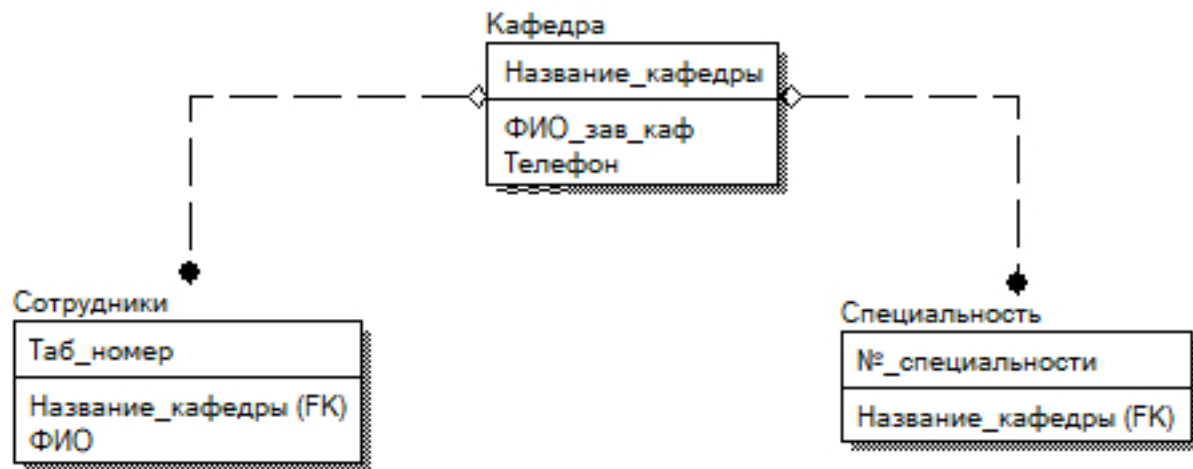 Кафедра
Название_кафедры
ФИО_зав_каф
Телефон
Сотрудники
Таб_номер
Название_кафедры (FK)
ФИО
Специальность
№_специальности
Название_кафедры (FK)